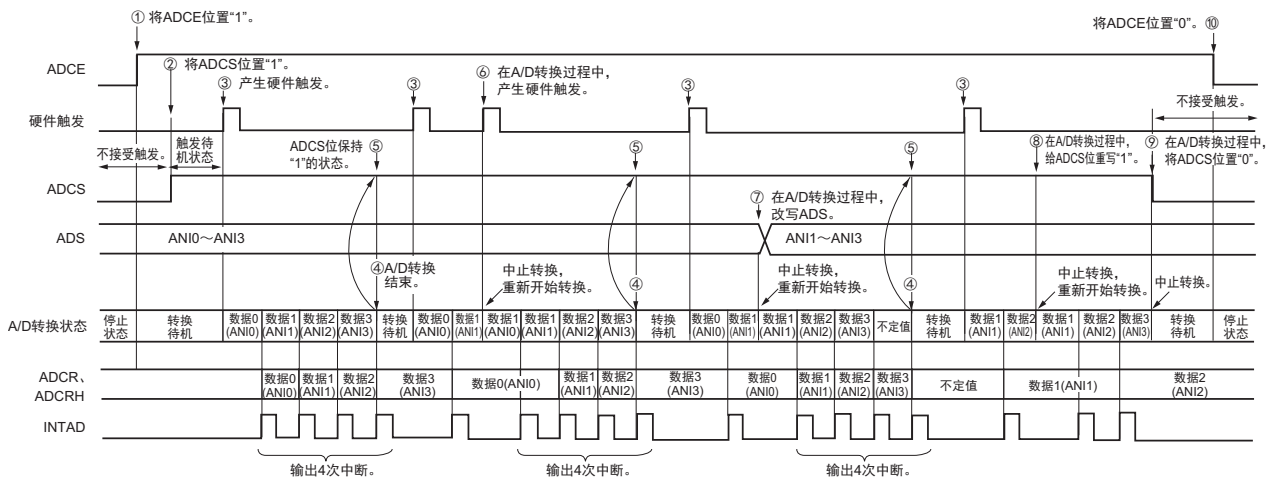 ① 将ADCE位置“1”。
将ADCE位置“0”。⑩
ADCE
② 将ADCS位置“1”。
③ 产生硬件触发。
③
⑥ 在A/D转换过程中，
产生硬件触发。
③
③
硬件触发
不接受触发。
不接受触发。
触发待
机状态
ADCS位保持
“1”的状态。
⑤
⑤
⑤
⑧ 在A/D转换过程中，
给ADCS位重写“1”。
⑨ 在A/D转换过程中，
将ADCS位置“0”。
ADCS
⑦ 在A/D转换过程中，
改写ADS。
ADS
ANI0～ANI3
ANI1～ANI3
④A/D转换
结束。
中止转换，
重新开始转换。
④
中止转换，
重新开始转换。
④
中止转换，
重新开始转换。
中止转换。
A/D转换状态
停止
状态
转换
待机
数据0
(ANI0)
数据1
(ANI1)
数据2
(ANI2)
数据3
(ANI3)
转换
待机
数据0
(ANI0)
数据1
(ANI1)
数据1
(ANI0)
数据1
(ANI1)
数据2
(ANI2)
数据3
(ANI3)
转换
待机
数据0
(ANI0)
数据1
(ANI1)
数据1
(ANI1)
数据2
(ANI2)
数据3
(ANI3)
不定值
转换
待机
数据1
(ANI1)
数据2
(ANI2)
数据1
(ANI1)
数据2
(ANI2)
数据3
(ANI3)
转换
待机
停止
状态
ADCR、
ADCRH
数据0
(ANI0)
数据1
(ANI1)
数据2
(ANI2)
数据3
(ANI3)
数据0(ANI0)
数据1
(ANI1)
数据2
(ANI2)
数据3
(ANI3)
数据0
(ANI0)
数据1
(ANI1)
数据2
(ANI2)
数据3
(ANI3)
不定值
数据1(ANI1)
数据2
(ANI2)
INTAD
输出4次中断。
输出4次中断。
输出4次中断。